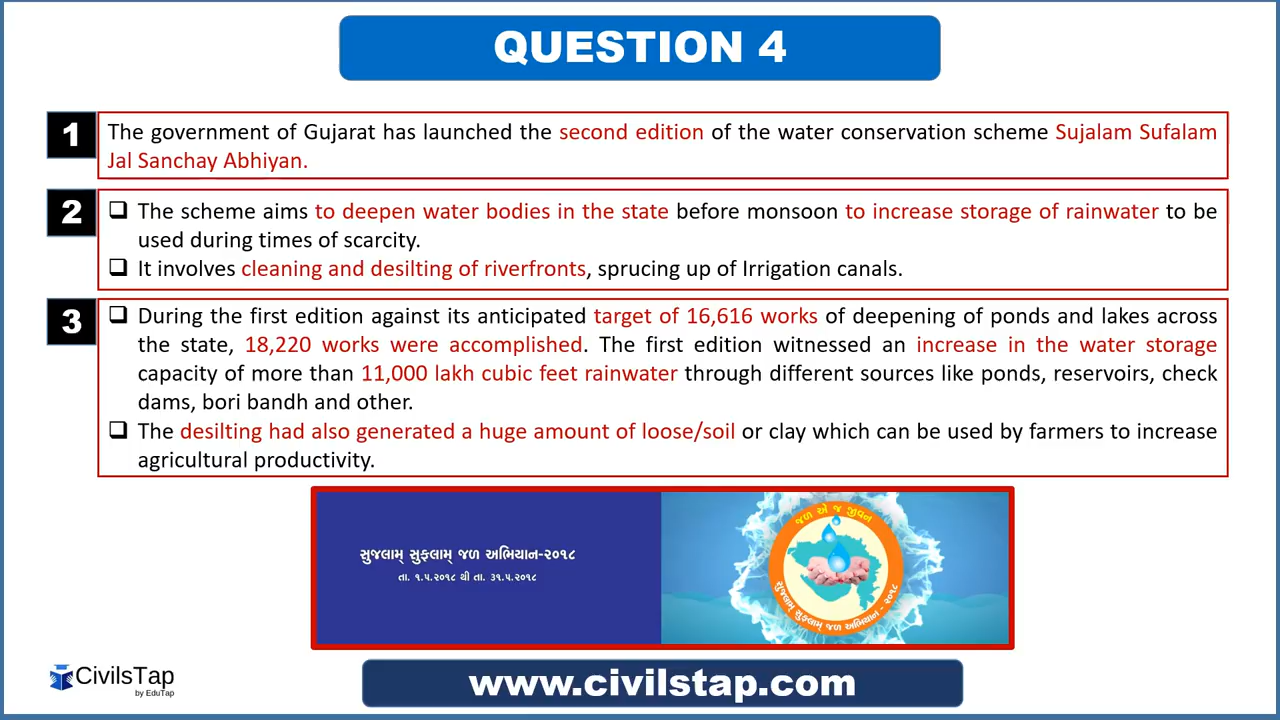 QUESTION 4
1
The government of Gujarat has launched the second edition of the water conservation scheme Sujalam Sufalam
Jal Sanchay Abhiyan.
2
The scheme aims to deepen water bodies in the state before monsoon to increase storage of rainwater to be
used during times of scarcity.
It involves cleaning and desilting of riverfronts, sprucing up of Irrigation canals.
3
During the first edition against its anticipated target of 16,616 works of deepening of ponds and lakes across
the state, 18,220 works were accomplished. The first edition witnessed an increase in the water storage
capacity of more than 11,000 lakh cubic feet rainwater through different sources like ponds, reservoirs, check
dams, bori bandh and other.
The desilting had also generated a huge amount of loose/soil or clay which can be used by farmers to increase
agricultural productivity.
સુજલામ્ સુફલામ્ જળ અભિયાન-૨૦૧૮
તા. ૧.૫.૨૦૧૮ થી તા. ૩૧.૫.૨૦૧૮
જળ એ જ જીવન
સુજલામ્ સુફલામ્ જળ અભિયાન - ૨૦૧૮
CivilsTap
by EduTap
www.civilstap.com